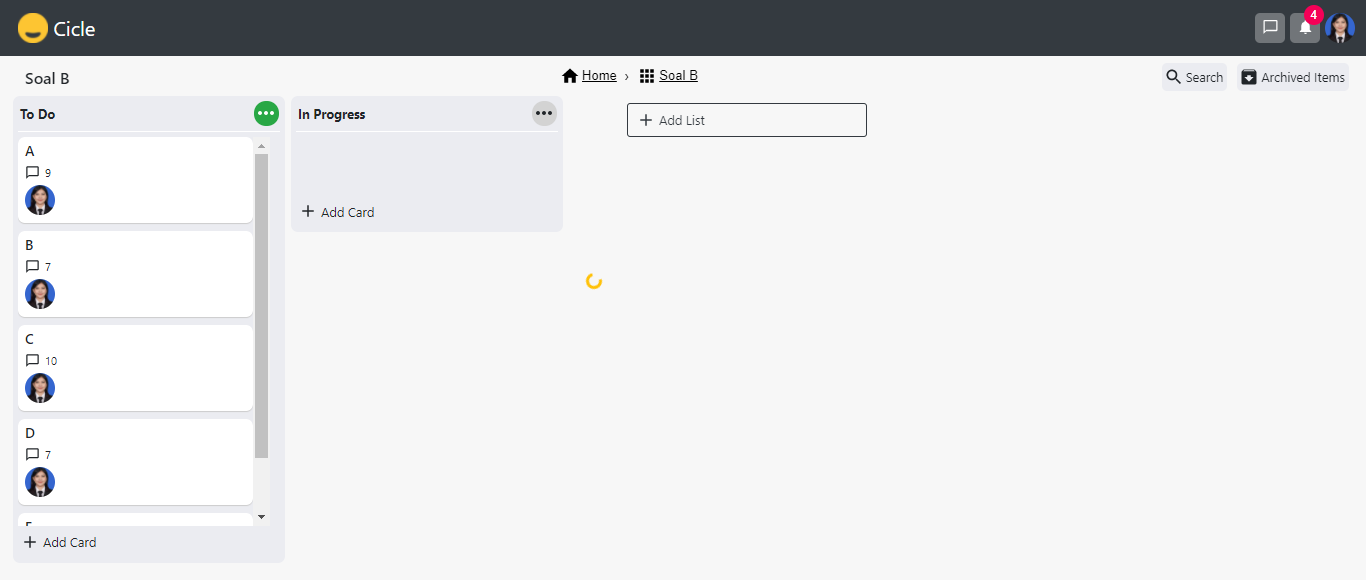 Cicle
4
Soal B
Home › Soal B
Search
Archived Items
To Do
In Progress
Add List
A
9
B
7
C
10
D
7
Add Card
Add Card